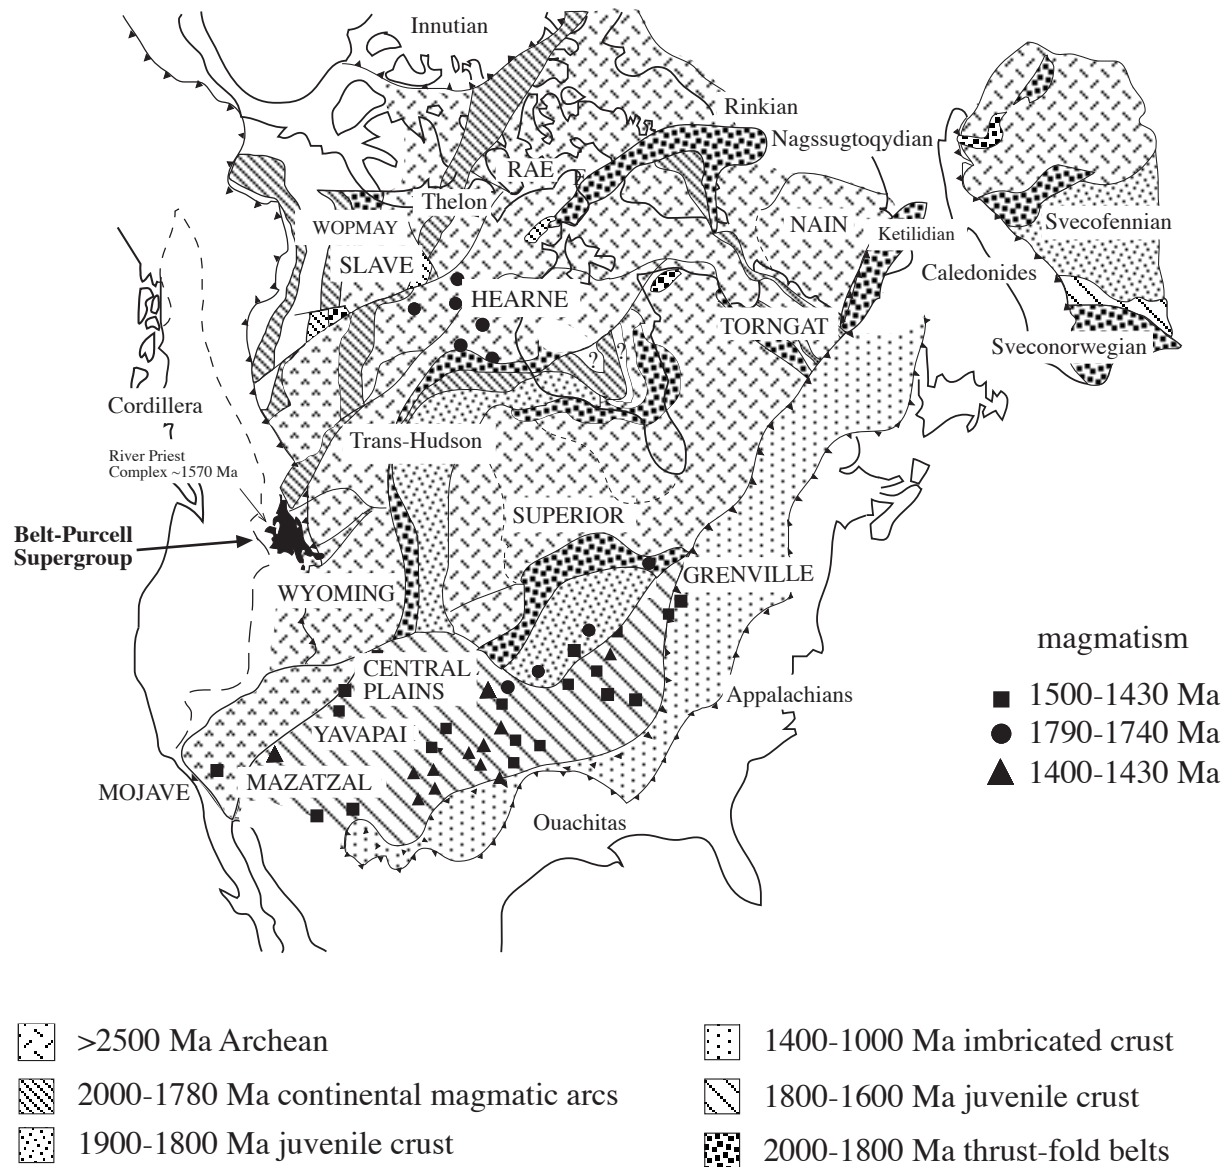 Innutian
Rinkian
Nagssugtoqydian
RAE
Thelon
WOPMAY
NAIN
Ketilidian
Svecofennian
SLAVE
Caledonides
HEARNE
TORNGAT
Sveconorwegian
?
?
Cordillera
?
Trans-Hudson
River Priest
Complex ~1570 Ma
SUPERIOR
Belt-Purcell
Supergroup
GRENVILLE
WYOMING
magmatism
CENTRAL
PLAINS
Appalachians
1500-1430 Ma
YAVAPAI
1790-1740 Ma
MOJAVE
MAZATZAL
1400-1430 Ma
Ouachitas
>2500 Ma Archean
2000-1780 Ma continental magmatic arcs
1900-1800 Ma juvenile crust
1400-1000 Ma imbricated crust
1800-1600 Ma juvenile crust
2000-1800 Ma thrust-fold belts